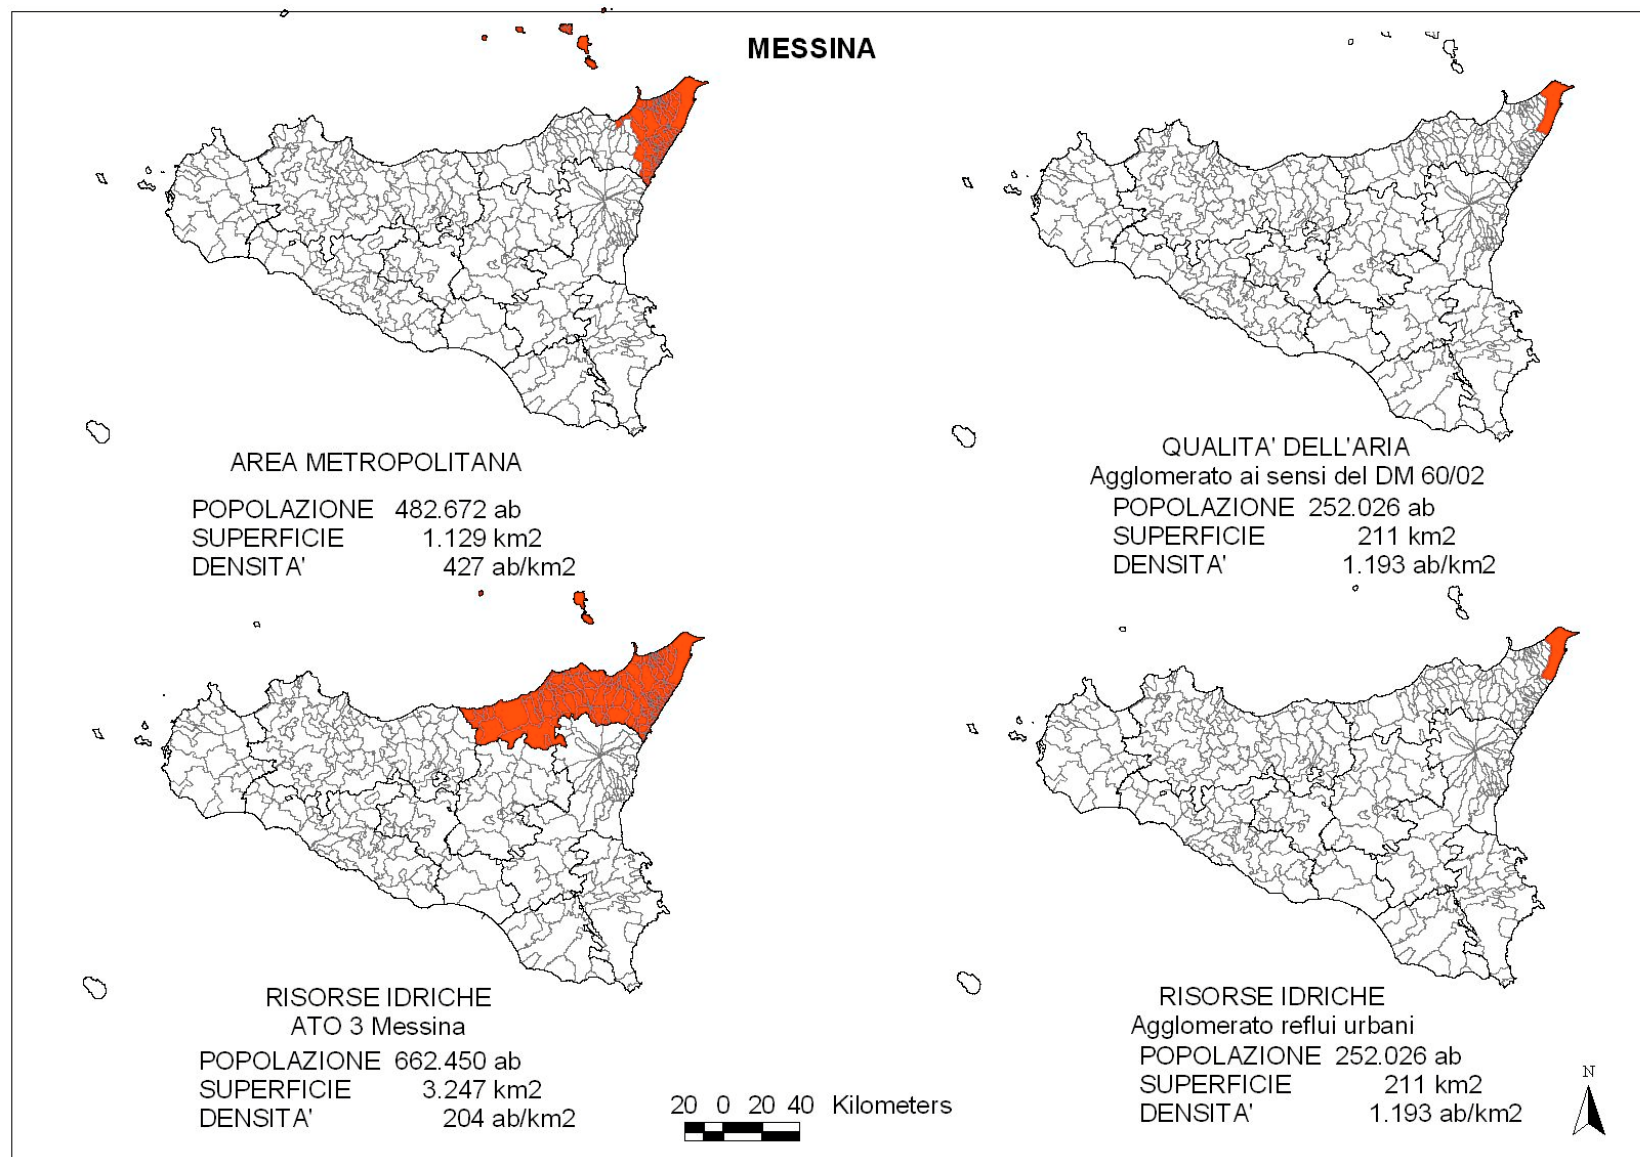 MESSINA
AREA METROPOLITANA
POPOLAZIONE 482.672 ab
SUPERFICIE 1.129 km2
DENSITA' 427 ab/km2
QUALITA' DELL'ARIA
Agglomerato ai sensi del DM 60/02
POPOLAZIONE 252.026 ab
SUPERFICIE 211 km2
DENSITA' 1.193 ab/km2
RISORSE IDRICHE
ATO 3 Messina
POPOLAZIONE 662.450 ab
SUPERFICIE 3.247 km2
DENSITA' 204 ab/km2
RISORSE IDRICHE
Agglomerato reflui urbani
POPOLAZIONE 252.026 ab
SUPERFICIE 211 km2
DENSITA' 1.193 ab/km2
20 0 20 40 Kilometers
N